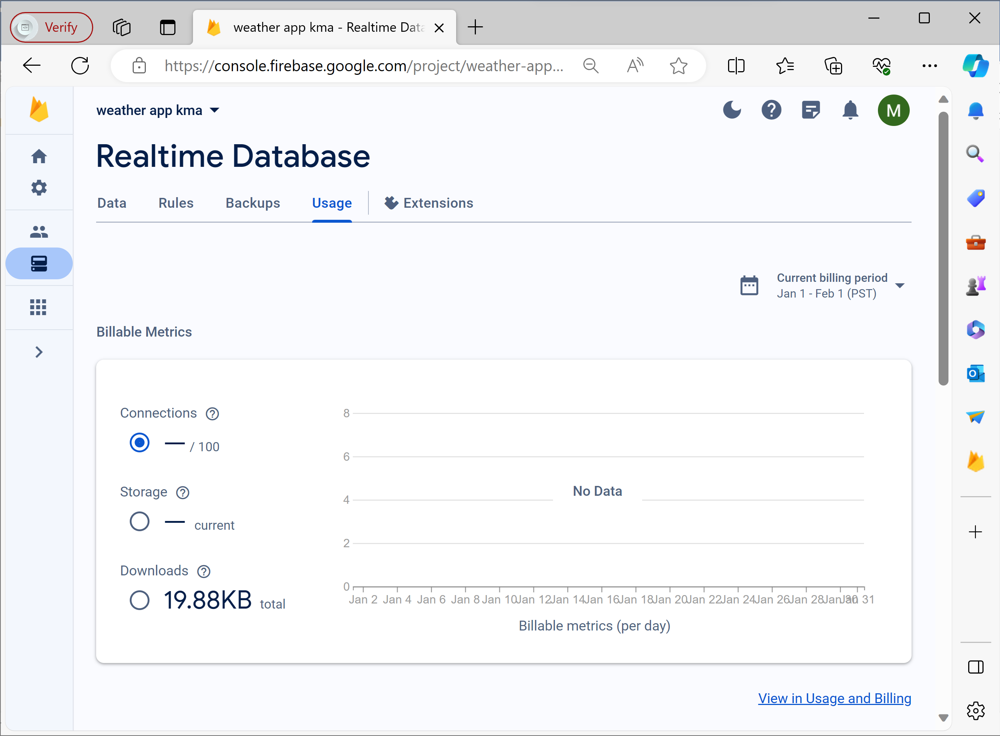 Verify
weather app kma - Realtime Data
https://console.firebase.google.com/project/weather-app...
weather app kma
M
Realtime Database
Data Rules Backups Usage Extensions
Current billing period
Jan 1 - Feb 1 (PST)
Billable Metrics
Connections
— / 100
Storage
— current
Downloads
19.88KB total
8
6
4
2
0
No Data
Jan 2 Jan 4 Jan 6 Jan 8 Jan 10 Jan 12 Jan 14 Jan 16 Jan 18 Jan 20 Jan 22 Jan 24 Jan 26 Jan 28 Jan 30 Jan 31
Billable metrics (per day)
View in Usage and Billing